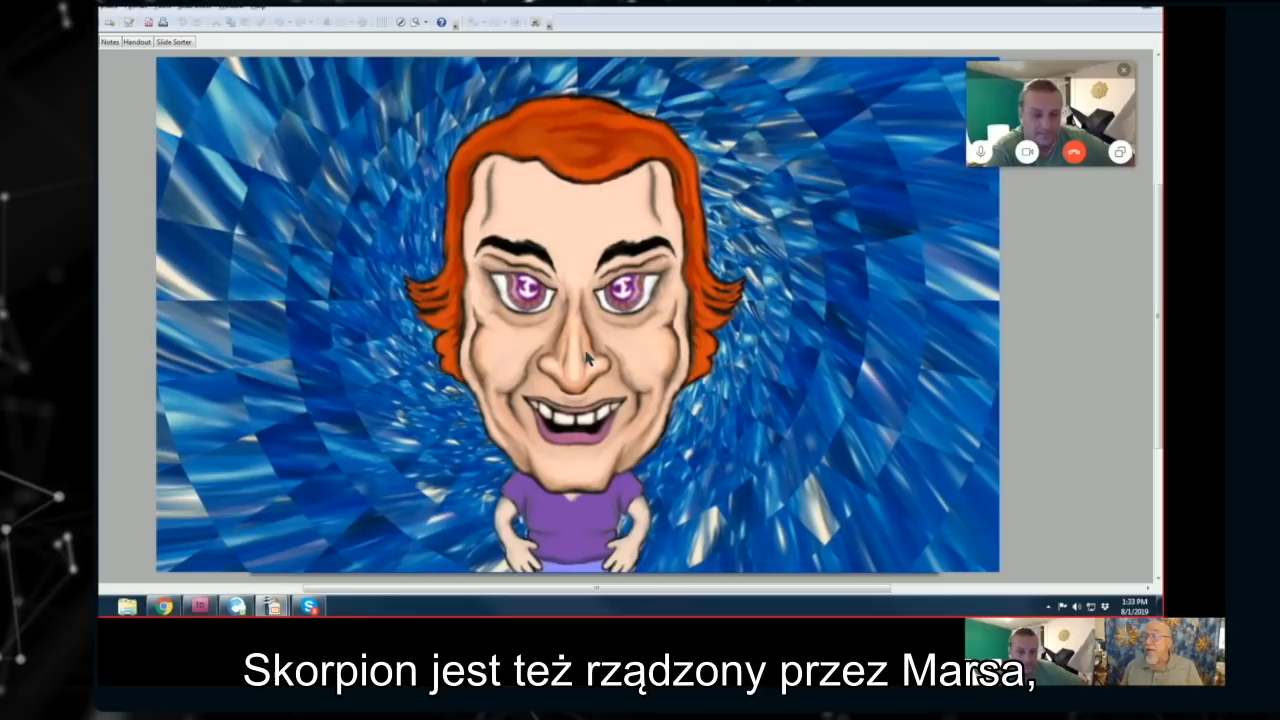 Notes Handout Slide Sorter
1:33 PM
8/1/2019
Skorpion jest też rządzony przez Marsa,